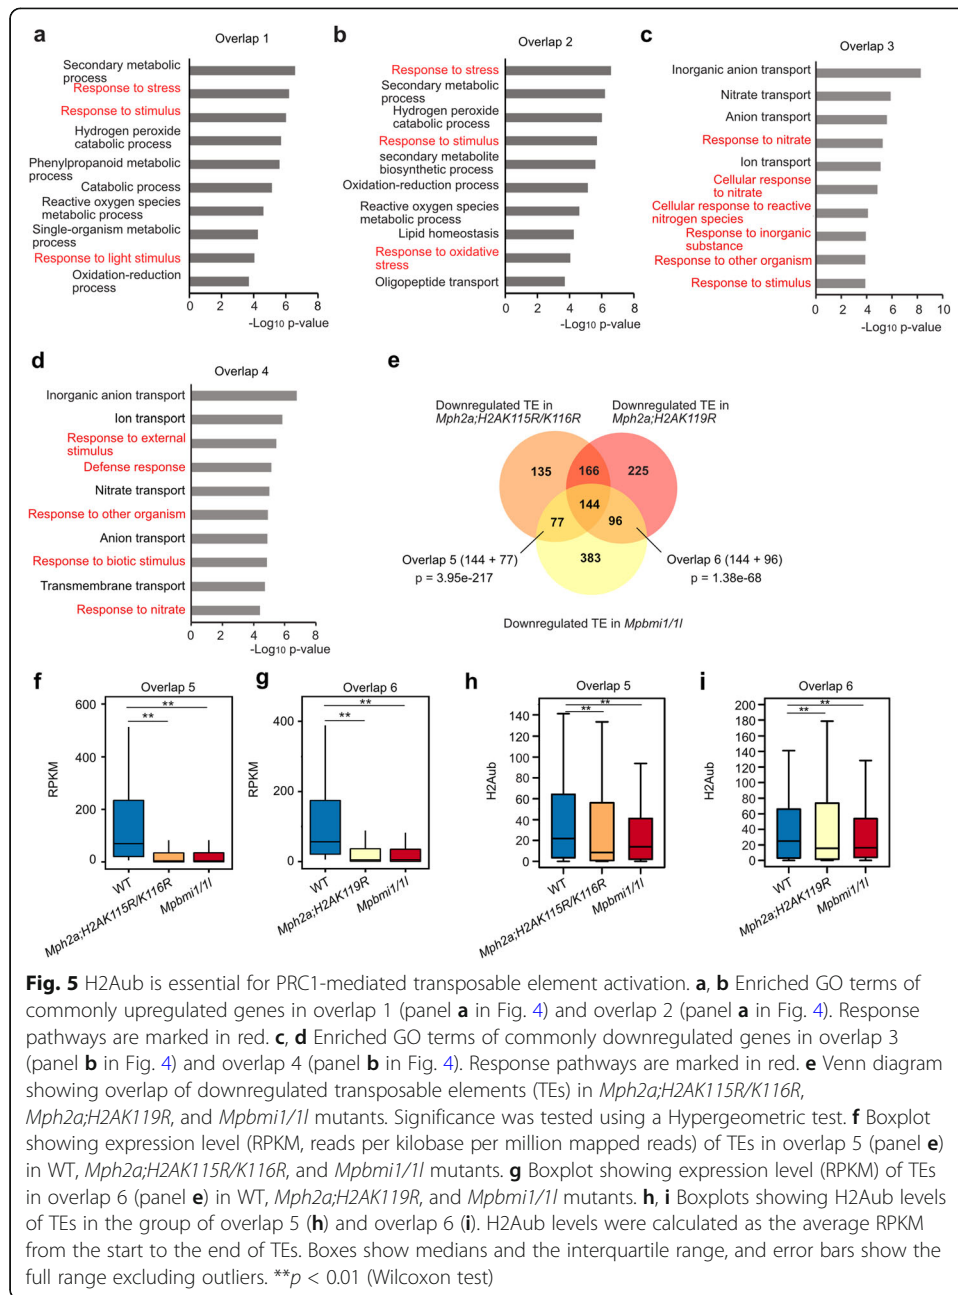 a
Overlap 1
Secondary metabolic
process
Response to stress
Response to stimulus
Hydrogen peroxide
catabolic process
Phenylpropanoid metabolic
process
Catabolic process
Reactive oxygen species
metabolic process
Single-organism metabolic
process
Response to light stimulus
Oxidation-reduction
process
0 2 4 6 8
-Log10 p-value
b
Overlap 2
Response to stress
Secondary metabolic
process
Hydrogen peroxide
catabolic process
Response to stimulus
secondary metabolite
biosynthetic process
Oxidation-reduction process
Reactive oxygen species
metabolic process
Lipid homeostasis
Response to oxidative
stress
Oligopeptide transport
0 2 4 6 8
-Log10 p-value
c
Overlap 3
Inorganic anion transport
Nitrate transport
Anion transport
Response to nitrate
Ion transport
Cellular response
to nitrate
Cellular response to reactive
nitrogen species
Response to inorganic
substance
Response to other organism
Response to stimulus
0 2 4 6 8 10
-Log10 p-value
d
Overlap 4
Inorganic anion transport
Ion transport
Response to external
stimulus
Defense response
Nitrate transport
Response to other organism
Anion transport
Response to biotic stimulus
Transmembrane transport
Response to nitrate
0 2 4 6 8
-Log10 p-value
e
Downregulated TE in
Mph2a;H2AK115R/K116R
Downregulated TE in
Mph2a;H2AK119R
135 166 225
144
77 96
383
Overlap 5 (144 + 77)
p = 3.95e-217
Overlap 6 (144 + 96)
p = 1.38e-68
Downregulated TE in Mpbmi1/1l
f
Overlap 5
**
**
600
400
200
0
RPKM
WT
Mph2a;H2AK115R/K116R
Mpbmi1/1l
g
Overlap 6
**
**
400
200
0
RPKM
WT
Mph2a;H2AK119R
Mpbmi1/1l
h
Overlap 5
**
**
140
120
100
80
60
40
20
0
H2Aub
WT
Mph2a;H2AK115R/K116R
Mpbmi1/1l
i
Overlap 6
**
**
200
180
160
140
120
100
80
60
40
20
0
H2Aub
WT
Mph2a;H2AK119R
Mpbmi1/1l
Fig. 5 H2Aub is essential for PRC1-mediated transposable element activation. a, b Enriched GO terms of
commonly upregulated genes in overlap 1 (panel a in Fig. 4) and overlap 2 (panel a in Fig. 4). Response
pathways are marked in red. c, d Enriched GO terms of commonly downregulated genes in overlap 3
(panel b in Fig. 4) and overlap 4 (panel b in Fig. 4). Response pathways are marked in red. e Venn diagram
showing overlap of downregulated transposable elements (TEs) in Mph2a;H2AK115R/K116R,
Mph2a;H2AK119R, and Mpbmi1/1l mutants. Significance was tested using a Hypergeometric test. f Boxplot
showing expression level (RPKM, reads per kilobase per million mapped reads) of TEs in overlap 5 (panel e)
in WT, Mph2a;H2AK115R/K116R, and Mpbmi1/1l mutants. g Boxplot showing expression level (RPKM) of TEs
in overlap 6 (panel e) in WT, Mph2a;H2AK119R, and Mpbmi1/1l mutants. h, i Boxplots showing H2Aub levels
of TEs in the group of overlap 5 (h) and overlap 6 (i). H2Aub levels were calculated as the average RPKM
from the start to the end of TEs. Boxes show medians and the interquartile range, and error bars show the
full range excluding outliers. **p < 0.01 (Wilcoxon test)